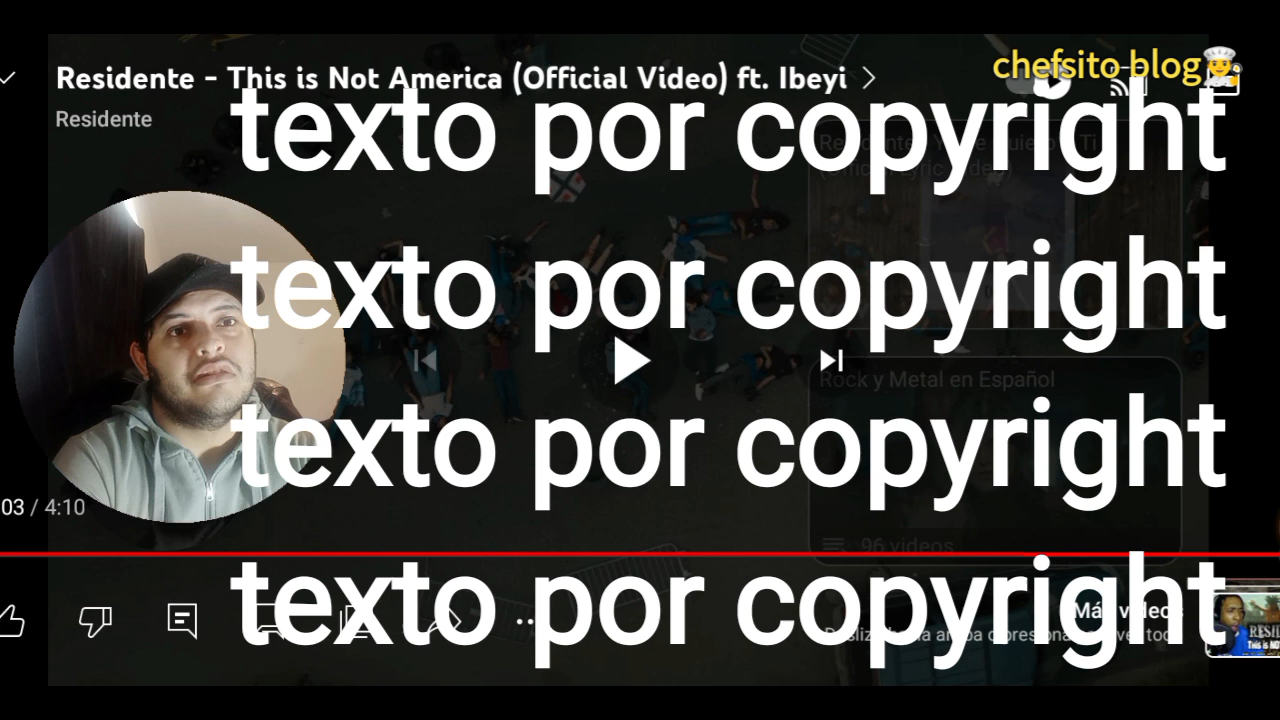 Residente - This is Not America (Official Video) ft. Ibeyi
chefsito blog
Residente
texto por copyright
texto por copyright
Rock y Metal en Español
texto por copyright
03 / 4:10
96 videos
texto por copyright
Más videos